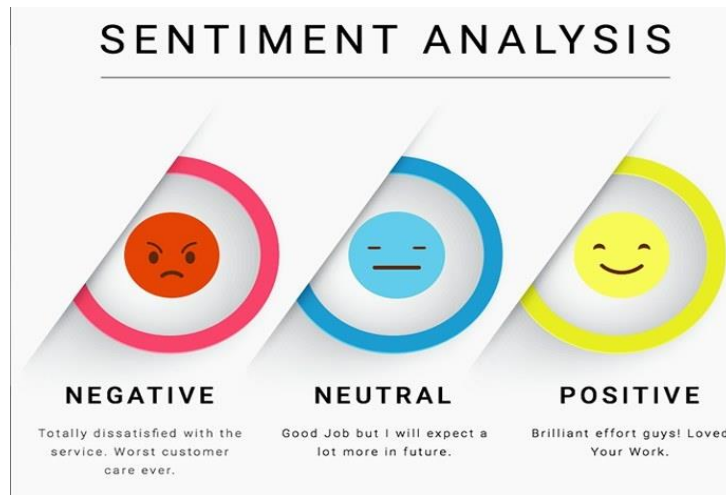 SENTIMENT ANALYSIS
NEGATIVE
Totally dissatisfied with the
service. Worst customer
care ever.
NEUTRAL
Good Job but I will expect a
lot more in future.
POSITIVE
Brilliant effort guys! Loved
Your Work.